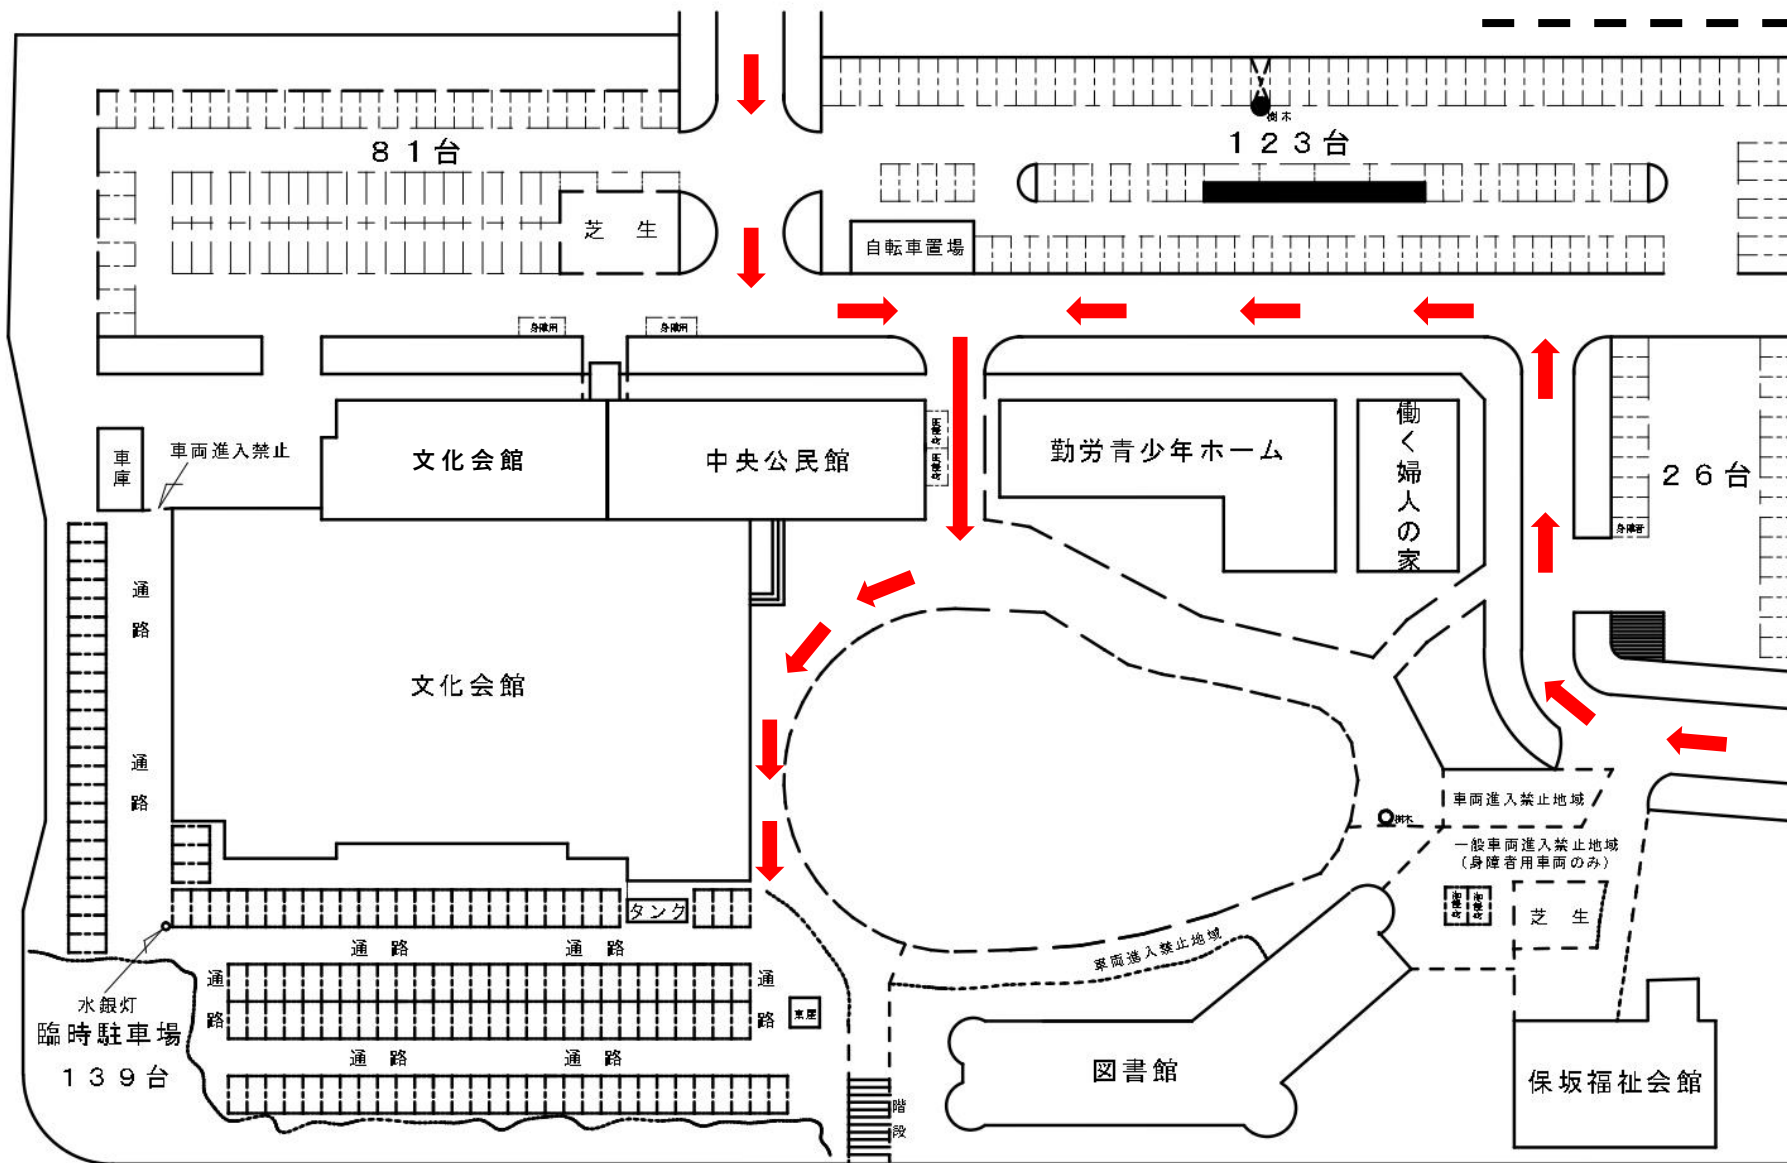 樹木
81台
123台
芝 生
自転車置場
身障用
身障用
車庫
車両進入禁止
文化会館
中央公民館
勤労青少年ホーム
働く婦人の家
26台
身障者
通路
文化会館
通路
車両進入禁止地域
樹木
一般車両進入禁止地域
(身障者用車両のみ)
タンク
芝 生
通 路
通 路
車両進入禁止地域
通路
通路
水銀灯
東屋
臨時駐車場
139台
通 路
通 路
図書館
保坂福祉会館
階段